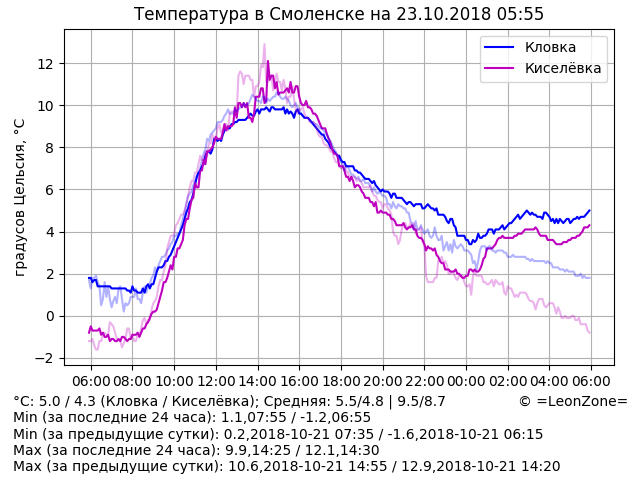 Температура в Смоленске на 23.10.2018 05:55
градусов Цельсия, °C
12
10
8
6
4
2
0
−2
Кловка
Киселёвка
06:00 08:00 10:00 12:00 14:00 16:00 18:00 20:00 22:00 00:00 02:00 04:00 06:00
°C: 5.0 / 4.3 (Кловка / Киселёвка); Средняя: 5.5/4.8 | 9.5/8.7 © =LeonZone=
Min (за последние 24 часа): 1.1,07:55 / -1.2,06:55
Min (за предыдущие сутки): 0.2,2018-10-21 07:35 / -1.6,2018-10-21 06:15
Max (за последние 24 часа): 9.9,14:25 / 12.1,14:30
Max (за предыдущие сутки): 10.6,2018-10-21 14:55 / 12.9,2018-10-21 14:20